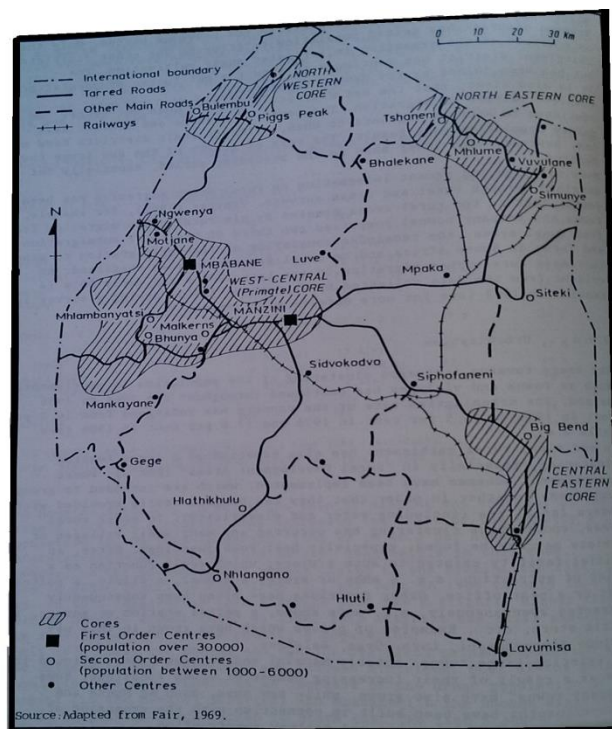 0 10 20 30 Km
International boundary
Tarred Roads
Other Main Roads
Railways
NORTH
WESTERN
CORE
Bulembu
Piggs Peak
NORTH EASTERN CORE
Tshaneni
Mhlume
Vuvulane
Simunye
Bhalekane
N
Ngwenya
Motjane
MBABANE
Luve
WEST-CENTRAL
(Primate) CORE
Mpaka
Siteki
MANZINI
Mhlambanyatsi
Malkerns
Bhunya
Sidvokodvo
Siphofaneni
Mankayane
Big Bend
CENTRAL
EASTERN
CORE
Gege
Hlathikhulu
Nhlangano
Hluti
Lavumisa
Cores
First Order Centres
(population over 30000)
Second Order Centres
(population between 1000-6000)
Other Centres
Source:Adapted from Fair, 1969.